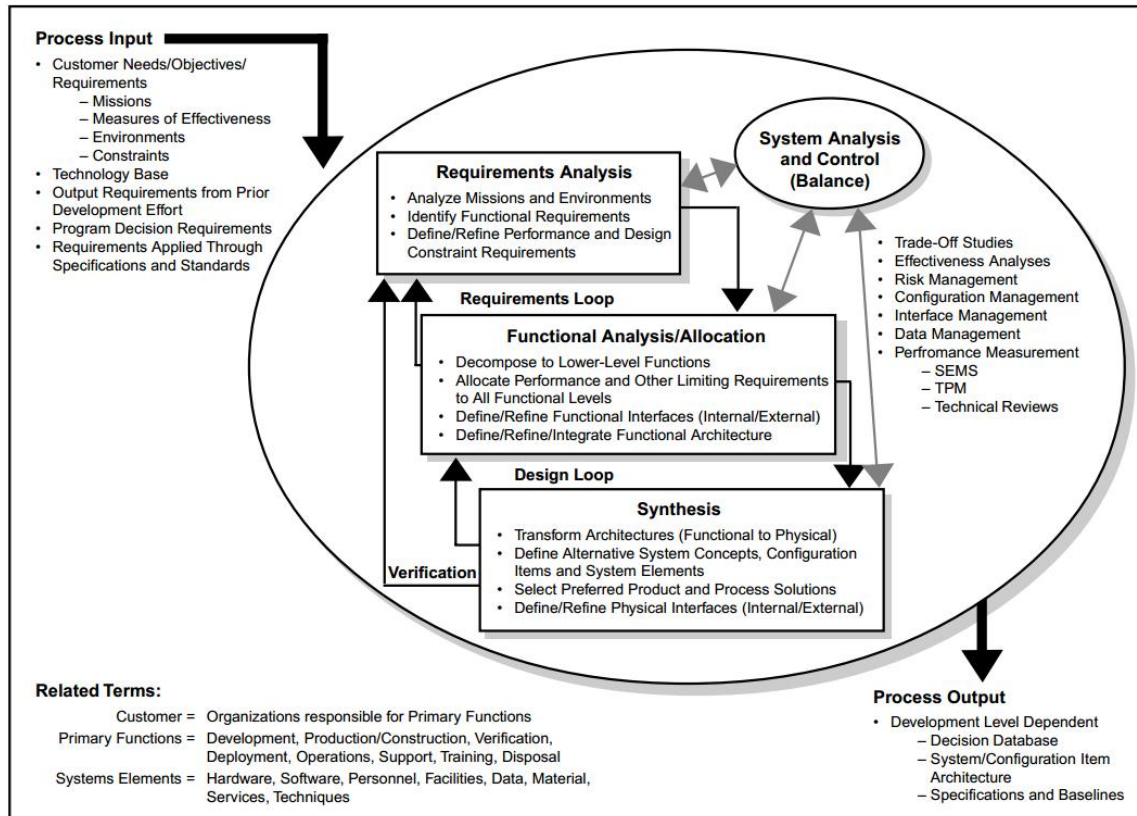 Process Input
• Customer Needs/Objectives/
Requirements
– Missions
– Measures of Effectiveness
– Environments
– Constraints
• Technology Base
• Output Requirements from Prior
Development Effort
• Program Decision Requirements
• Requirements Applied Through
Specifications and Standards
System Analysis
and Control
(Balance)
Requirements Analysis
• Analyze Missions and Environments
• Identify Functional Requirements
• Define/Refine Performance and Design
Constraint Requirements
• Trade-Off Studies
• Effectiveness Analyses
• Risk Management
• Configuration Management
• Interface Management
• Data Management
• Perfromance Measurement
– SEMS
– TPM
– Technical Reviews
Requirements Loop
Functional Analysis/Allocation
• Decompose to Lower-Level Functions
• Allocate Performance and Other Limiting Requirements
to All Functional Levels
• Define/Refine Functional Interfaces (Internal/External)
• Define/Refine/Integrate Functional Architecture
Design Loop
Synthesis
• Transform Architectures (Functional to Physical)
• Define Alternative System Concepts, Configuration
Items and System Elements
• Select Preferred Product and Process Solutions
• Define/Refine Physical Interfaces (Internal/External)
Verification
Related Terms:
Customer = Organizations responsible for Primary Functions
Primary Functions = Development, Production/Construction, Verification,
Deployment, Operations, Support, Training, Disposal
Systems Elements = Hardware, Software, Personnel, Facilities, Data, Material,
Services, Techniques
Process Output
• Development Level Dependent
– Decision Database
– System/Configuration Item
Architecture
– Specifications and Baselines